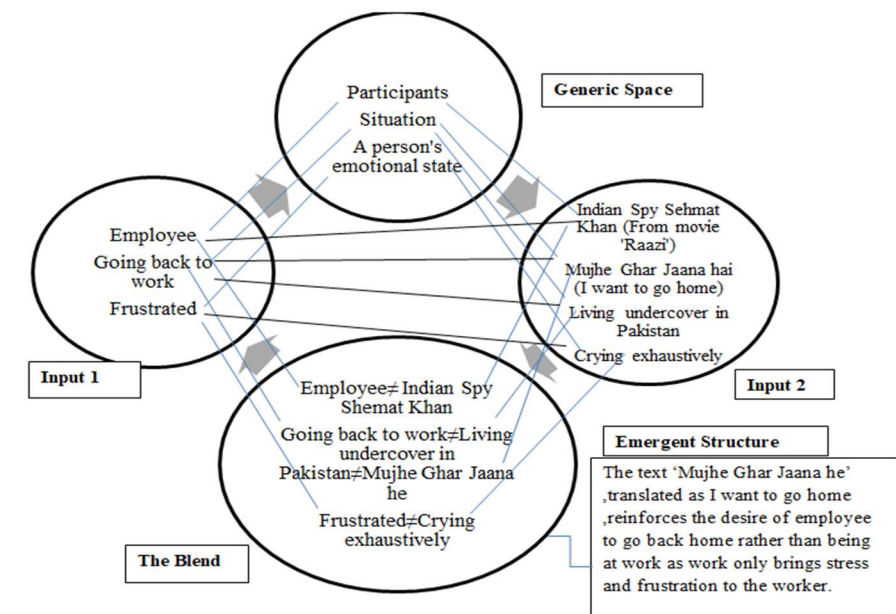 Participants
Situation
A person's
emotional state
Generic Space
Employee
Going back to
work
Frustrated
Input 1
Indian Spy Sehmat
Khan (From movie
'Raazi')
Mujhe Ghar Jaana hai
(I want to go home)
Living undercover in
Pakistan
Crying exhaustively
Input 2
Employee≠ Indian Spy
Shemat Khan
Going back to work≠Living
undercover in
Pakistan≠Mujhe Ghar Jaana
he
Frustrated≠Crying
exhaustively
The Blend
Emergent Structure
The text ‘Mujhe Ghar Jaana he’
,translated as I want to go home
,reinforces the desire of employee
to go back home rather than being
at work as work only brings stress
and frustration to the worker.